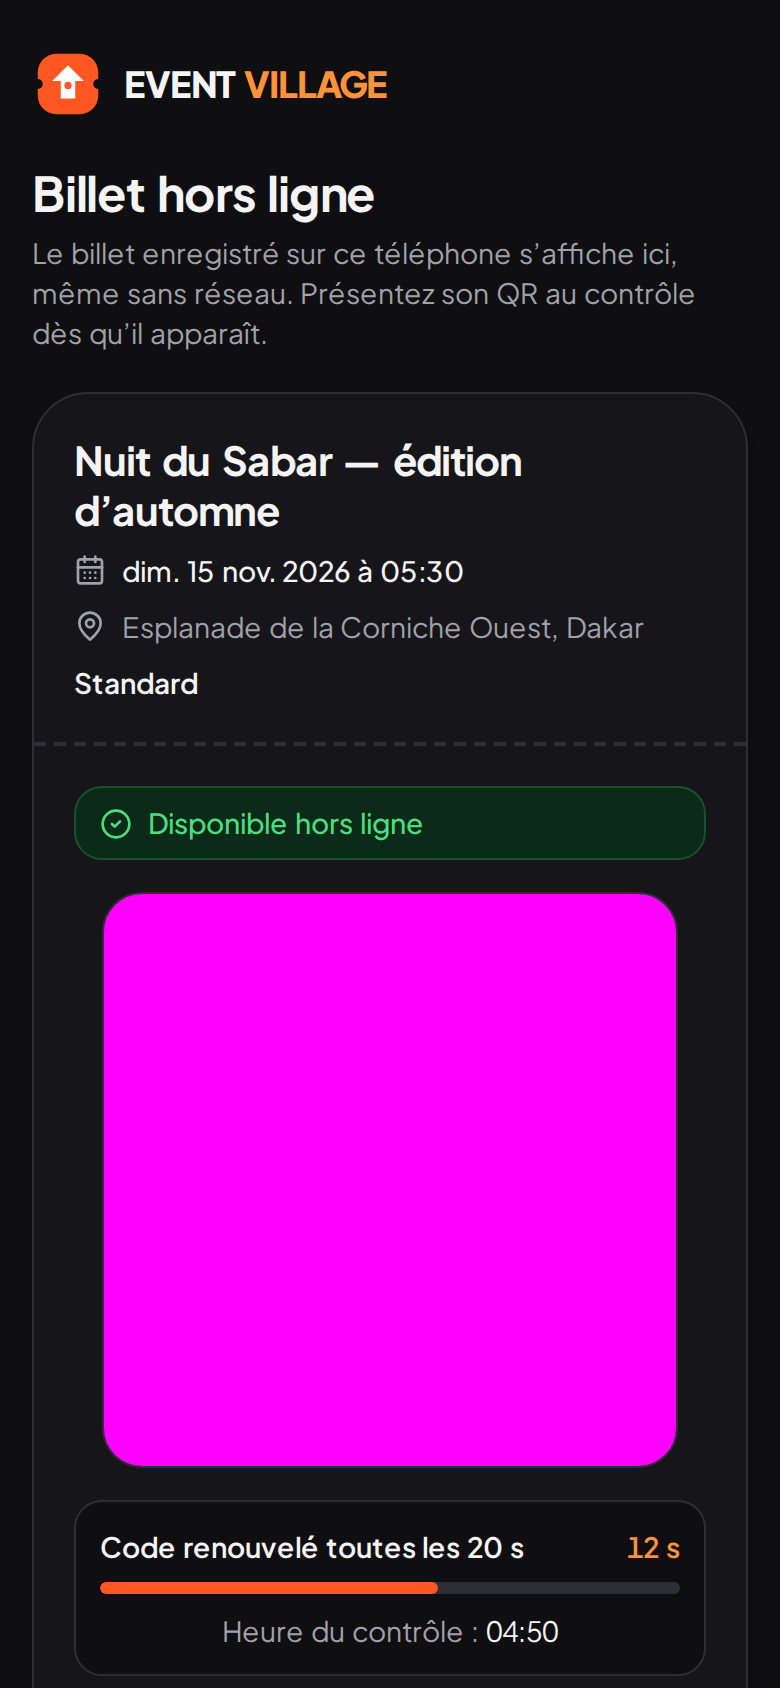 EVENT VILLAGE
Billet hors ligne
Le billet enregistré sur ce téléphone s’affiche ici,
même sans réseau. Présentez son QR au contrôle
dès qu’il apparaît.
Nuit du Sabar — édition
d’automne
dim. 15 nov. 2026 à 05:30
Esplanade de la Corniche Ouest, Dakar
Standard
Disponible hors ligne
Code renouvelé toutes les 20 s 12 s
Heure du contrôle : 04:50